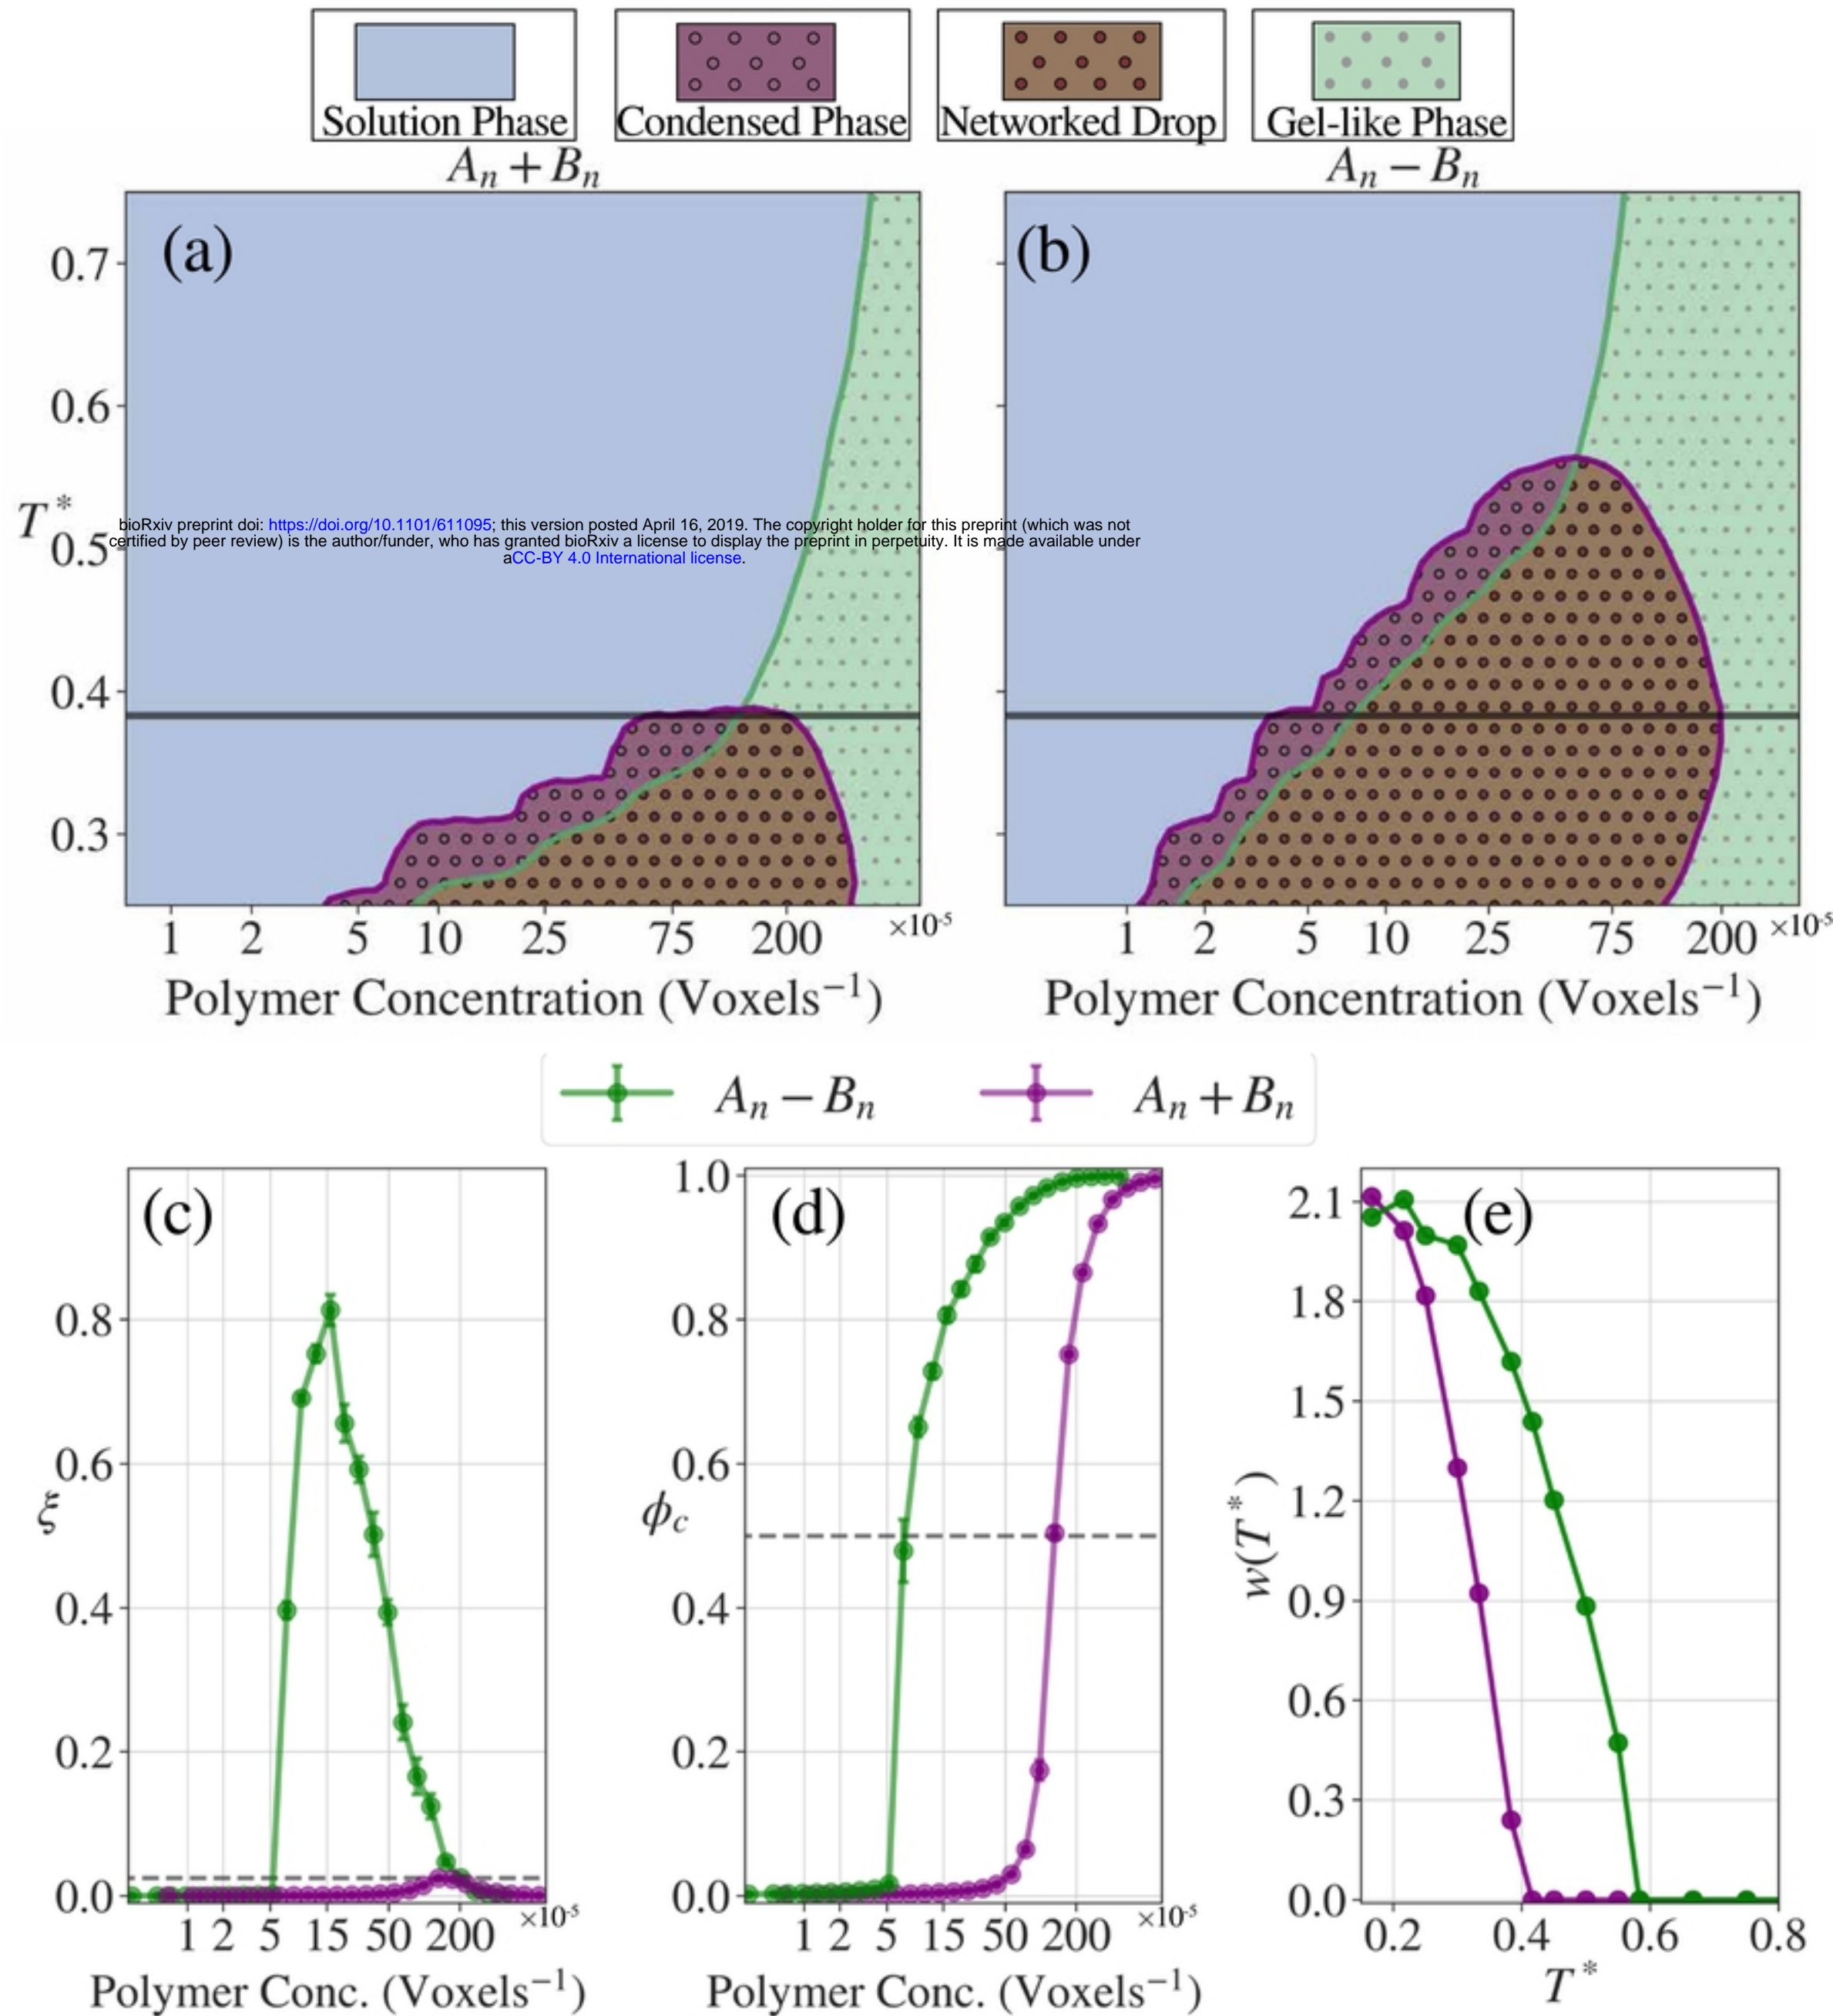 Solution Phase
Condensed Phase
Networked Drop
Gel-like Phase
Aₙ + Bₙ
Aₙ − Bₙ
(a)
(b)
0.7
0.6
0.5
0.4
0.3
T*
bioRxiv preprint doi: https://doi.org/10.1101/611095; this version posted April 16, 2019. The copyright holder for this preprint (which was not
certified by peer review) is the author/funder, who has granted bioRxiv a license to display the preprint in perpetuity. It is made available under
aCC-BY 4.0 International license.
1 2 5 10 25 75 200 ×10⁻⁵
1 2 5 10 25 75 200 ×10⁻⁵
Polymer Concentration (Voxels⁻¹)
Polymer Concentration (Voxels⁻¹)
Aₙ − Bₙ
Aₙ + Bₙ
(c)
0.8
0.6
0.4
0.2
0.0
ξ
1 2 5 15 50 200 ×10⁻⁵
Polymer Conc. (Voxels⁻¹)
(d)
1.0
0.8
0.6
0.4
0.2
0.0
ϕ_c
1 2 5 15 50 200 ×10⁻⁵
Polymer Conc. (Voxels⁻¹)
(e)
2.1
1.8
1.5
1.2
0.9
0.6
0.3
0.0
w(T*)
0.2 0.4 0.6 0.8
T*